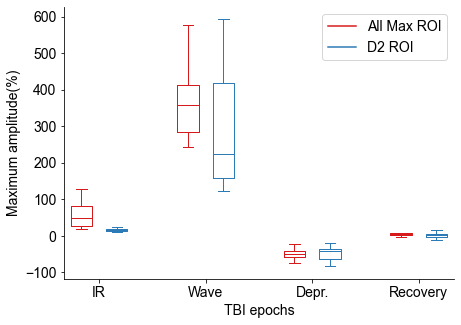 All Max ROI
D2 ROI
Maximum amplitude(%)
600
500
400
300
200
100
0
−100
IR Wave Depr. Recovery
TBI epochs